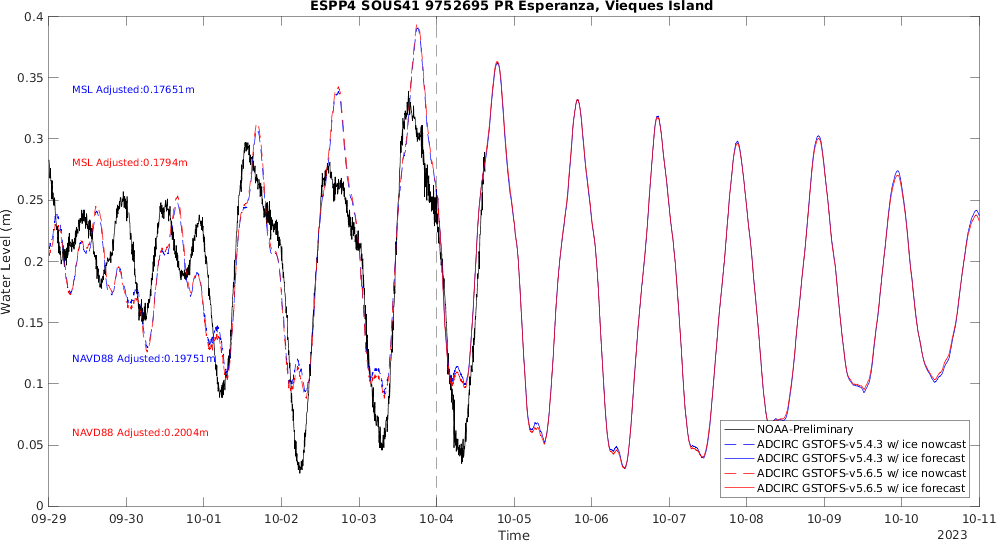 ESPP4 SOUS41 9752695 PR Esperanza, Vieques Island
0.4
0.35
0.3
0.25
0.2
0.15
0.1
0.05
0
Water Level (m)
MSL Adjusted:0.17651m
MSL Adjusted:0.1794m
NAVD88 Adjusted:0.19751m
NAVD88 Adjusted:0.2004m
NOAA-Preliminary
ADCIRC GSTOFS-v5.4.3 w/ ice nowcast
ADCIRC GSTOFS-v5.4.3 w/ ice forecast
ADCIRC GSTOFS-v5.6.5 w/ ice nowcast
ADCIRC GSTOFS-v5.6.5 w/ ice forecast
09-29 09-30 10-01 10-02 10-03 10-04 10-05 10-06 10-07 10-08 10-09 10-10 10-11
Time
2023